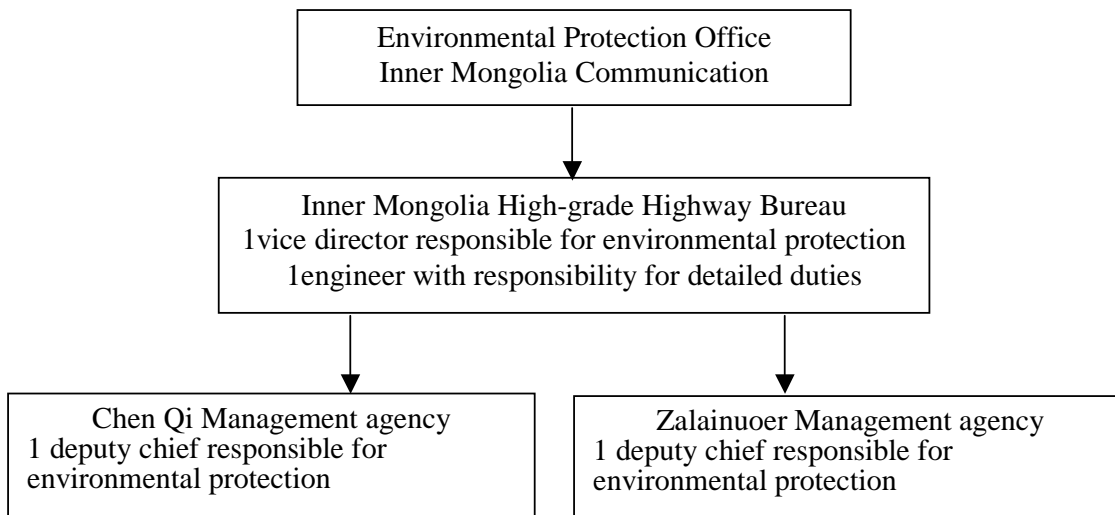 Environmental Protection Office
Inner Mongolia Communication
Inner Mongolia High-grade Highway Bureau
1vice director responsible for environmental protection
1engineer with responsibility for detailed duties
Chen Qi Management agency
1 deputy chief responsible for
environmental protection
Zalainuoer Management agency
1 deputy chief responsible for
environmental protection